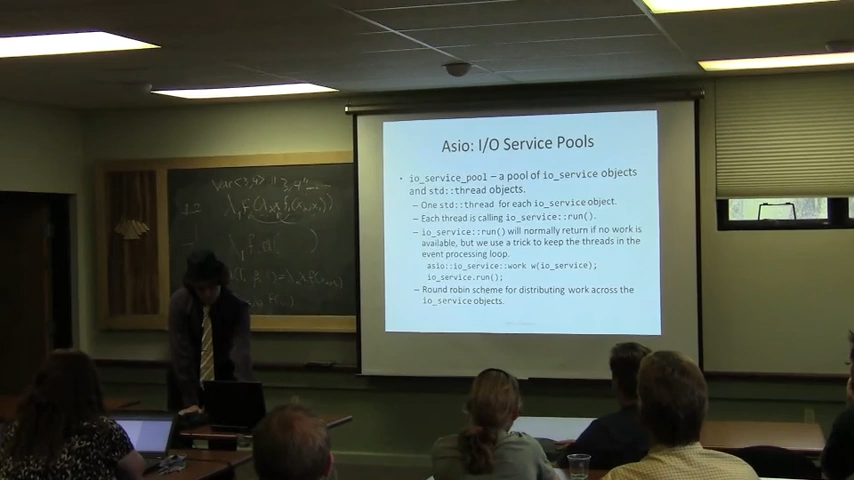 Asio: I/O Service Pools
• io_service_pool – a pool of io_service objects
and std::thread objects.
– One std::thread for each io_service object.
– Each thread is calling io_service::run().
– io_service::run() will normally return if no work is
available, but we use a trick to keep the threads in the
event processing loop.
asio::io_service::work w(io_service);
io_service.run();
– Round robin scheme for distributing work across the
io_service objects.